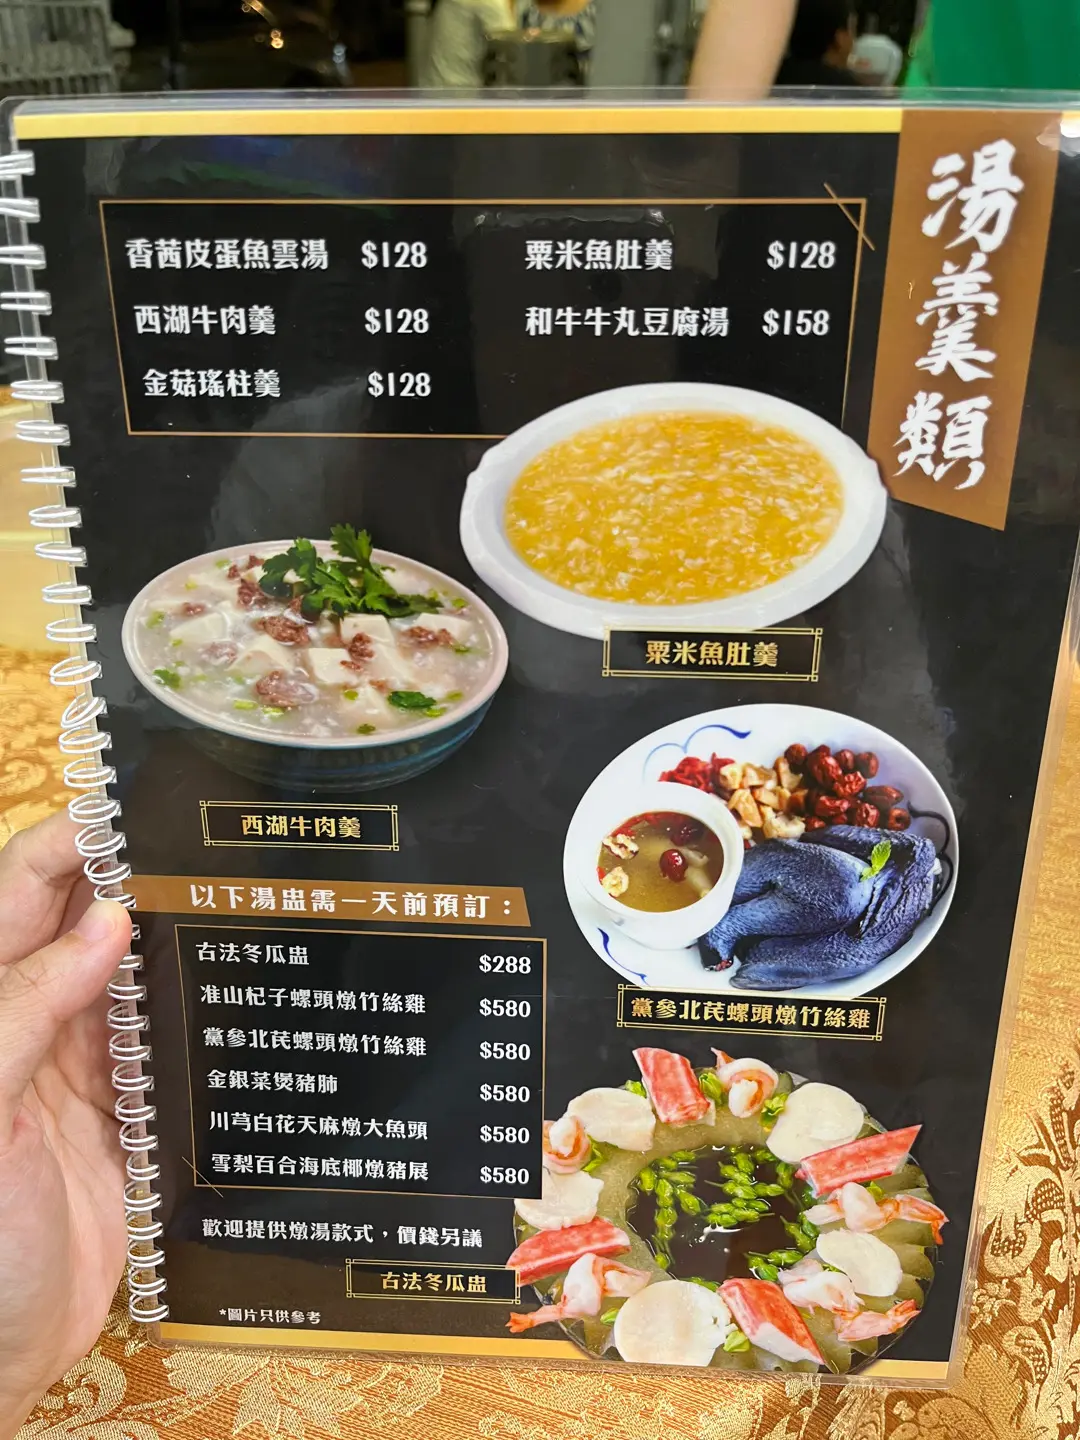 湯羹類
香茜皮蛋魚雲湯 $128
西湖牛肉羹 $128
金菇瑤柱羹 $128
粟米魚肚羹 $128
和牛牛丸豆腐湯 $158
粟米魚肚羹
西湖牛肉羹
黨參北芪螺頭燉竹絲雞
以下湯盅需一天前預訂：
古法冬瓜盅 $288
准山杞子螺頭燉竹絲雞 $580
黨參北芪螺頭燉竹絲雞 $580
金銀菜煲豬肺 $580
川芎白花天麻燉大魚頭 $580
雪梨百合海底椰燉豬展 $580
歡迎提供燉湯款式，價錢另議
古法冬瓜盅
*圖片只供參考